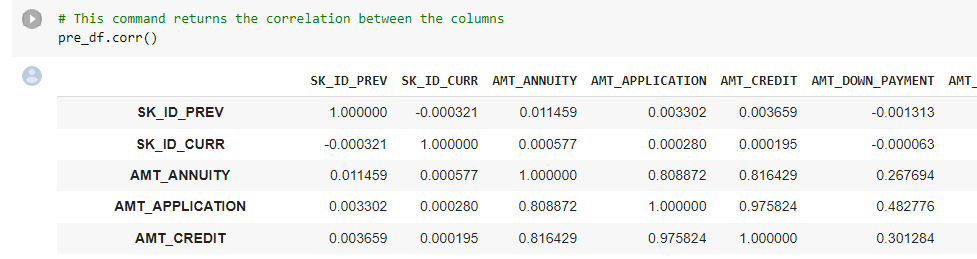 # This command returns the correlation between the columns
pre_df.corr()
SK_ID_PREV SK_ID_CURR AMT_ANNUITY AMT_APPLICATION AMT_CREDIT AMT_DOWN_PAYMENT AMT_
SK_ID_PREV 1.000000 -0.000321 0.011459 0.003302 0.003659 -0.001313
SK_ID_CURR -0.000321 1.000000 0.000577 0.000280 0.000195 -0.000063
AMT_ANNUITY 0.011459 0.000577 1.000000 0.808872 0.816429 0.267694
AMT_APPLICATION 0.003302 0.000280 0.808872 1.000000 0.975824 0.482776
AMT_CREDIT 0.003659 0.000195 0.816429 0.975824 1.000000 0.301284